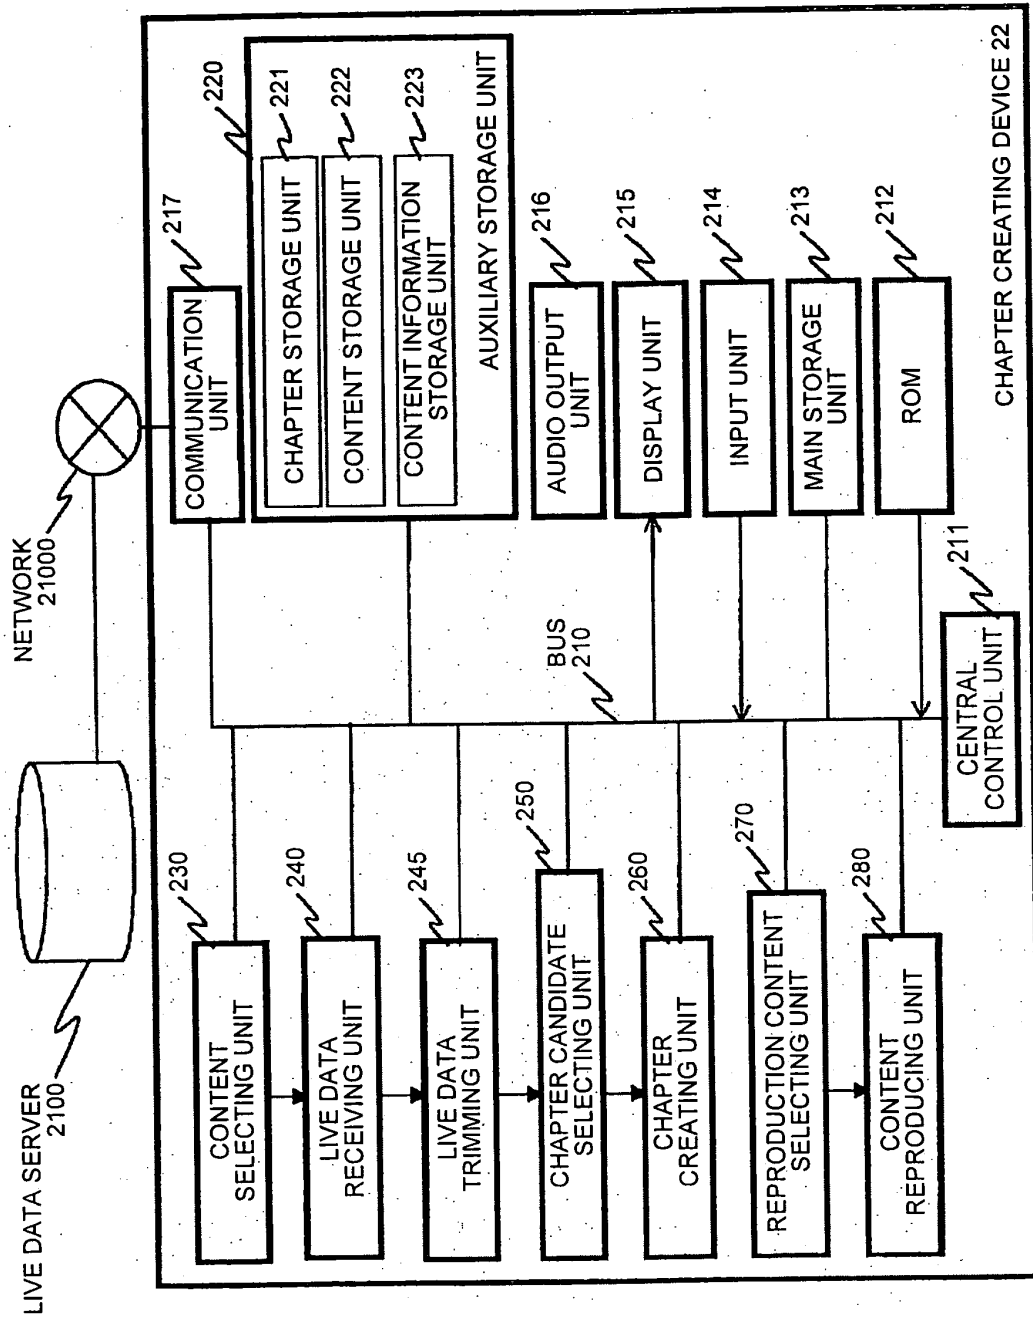 LIVE DATA SERVER
2100
NETWORK
21000
217
COMMUNICATION
UNIT
220
221
CHAPTER STORAGE UNIT
222
CONTENT STORAGE UNIT
223
CONTENT INFORMATION
STORAGE UNIT
AUXILIARY STORAGE UNIT
230
CONTENT
SELECTING UNIT
240
LIVE DATA
RECEIVING UNIT
245
LIVE DATA
TRIMMING UNIT
250
CHAPTER CANDIDATE
SELECTING UNIT
260
CHAPTER
CREATING UNIT
270
REPRODUCTION CONTENT
SELECTING UNIT
280
CONTENT
REPRODUCING UNIT
BUS
210
216
AUDIO OUTPUT
UNIT
215
DISPLAY UNIT
214
INPUT UNIT
213
MAIN STORAGE
UNIT
212
ROM
211
CENTRAL
CONTROL UNIT
CHAPTER CREATING DEVICE 22